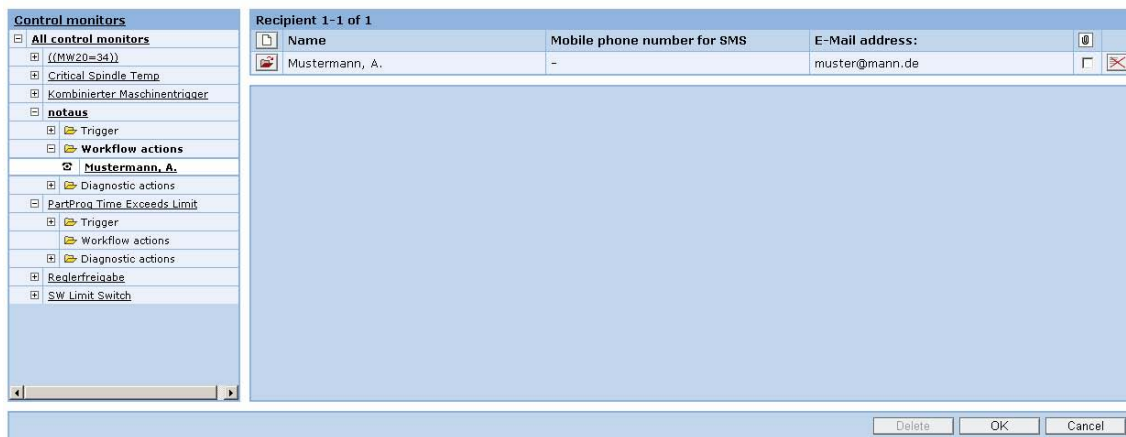 Control monitors
All control monitors
((MW20=34))
Critical Spindle Temp
Kombinierter Maschinentrigger
notaus
Trigger
Workflow actions
Mustermann, A.
Diagnostic actions
PartProg Time Exceeds Limit
Trigger
Workflow actions
Diagnostic actions
Reglerfreigabe
SW Limit Switch
Recipient 1-1 of 1
Name Mobile phone number for SMS E-Mail address:
Mustermann, A. - muster@mann.de
Delete OK Cancel